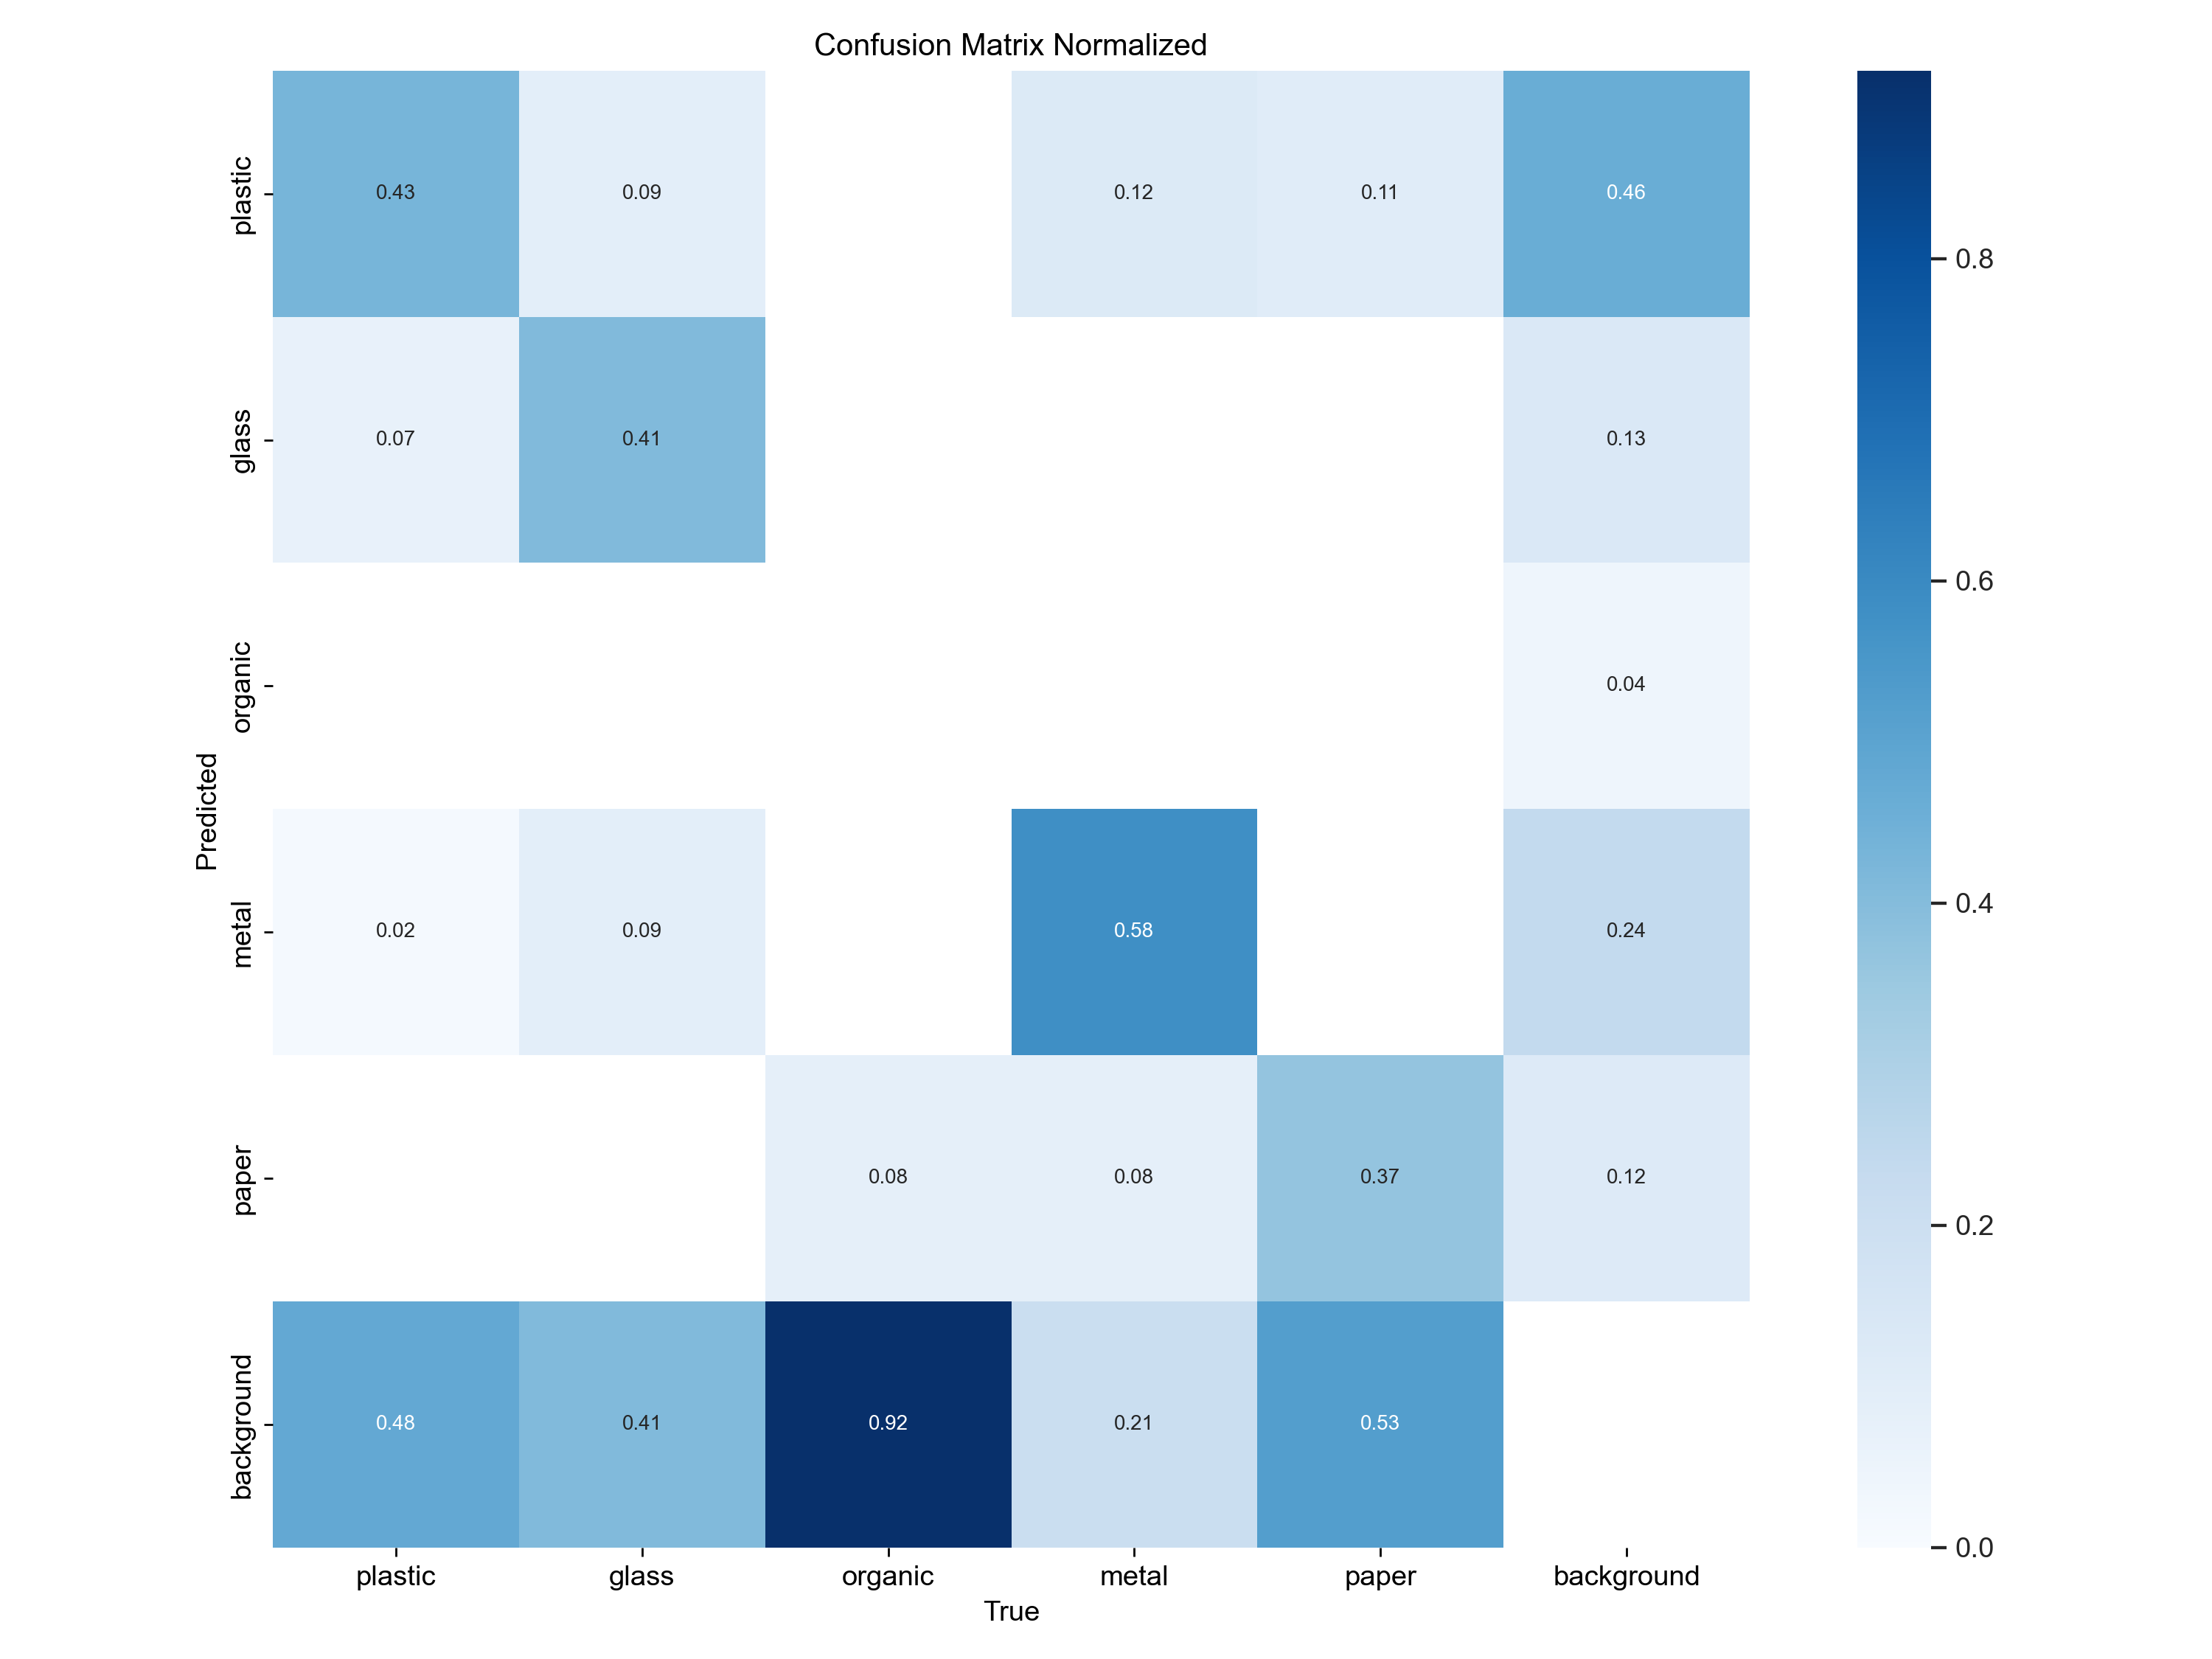 Confusion Matrix Normalized
plastic
0.43 0.09 0.12 0.11 0.46
glass
0.07 0.41 0.13
organic
0.04
metal
0.02 0.09 0.58 0.24
paper
0.08 0.08 0.37 0.12
background
0.48 0.41 0.92 0.21 0.53
Predicted
plastic glass organic metal paper background
True
0.8
0.6
0.4
0.2
0.0